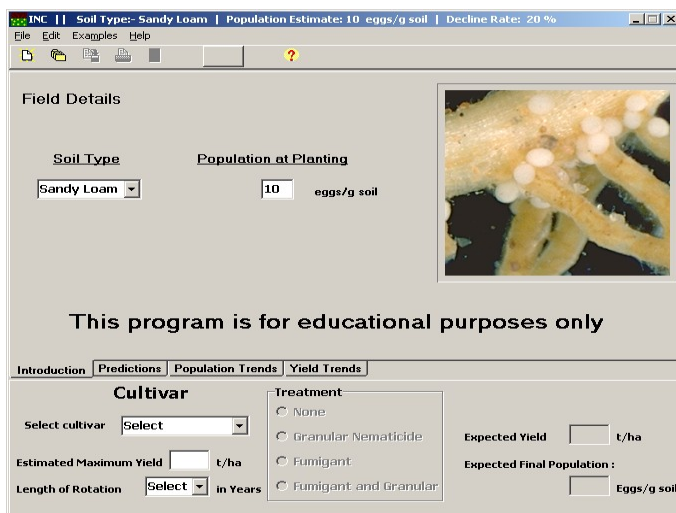 INC || Soil Type:- Sandy Loam | Population Estimate: 10 eggs/g soil | Decline Rate: 20 %
File Edit Examples Help
?
Field Details
Soil Type Population at Planting
Sandy Loam 10 eggs/g soil
This program is for educational purposes only
Introduction Predictions Population Trends Yield Trends
Cultivar
Treatment
None
Select cultivar Select
Granular Nematicide
Expected Yield t/ha
Estimated Maximum Yield t/ha
Fumigant
Expected Final Population :
Length of Rotation Select in Years
Fumigant and Granular
Eggs/g soil